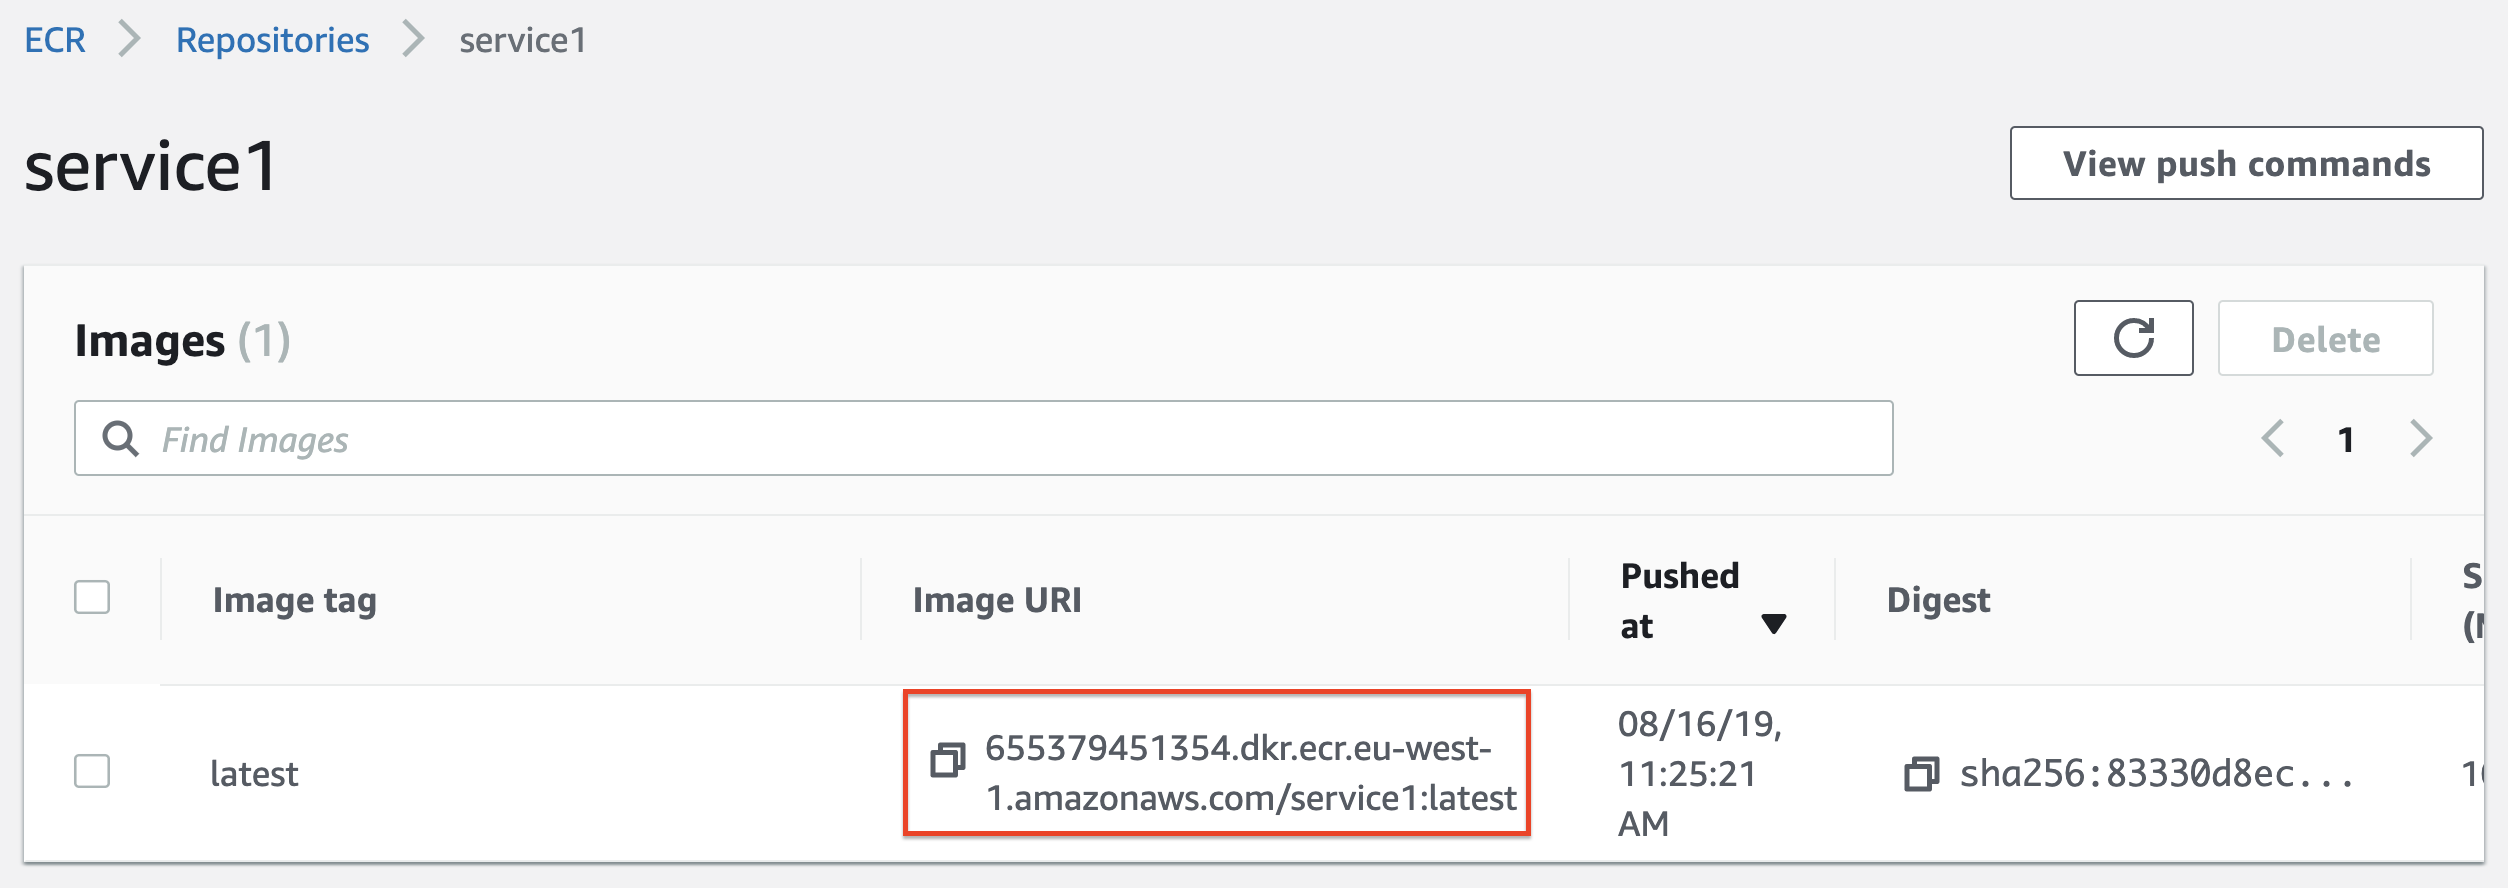 ECR > Repositories > service1
service1
View push commands
Images (1)
Delete
Find Images
1
Image tag
Image URI
Pushed
at
Digest
latest
655379451354.dkr.ecr.eu-west-
1.amazonaws.com/service1:latest
08/16/19,
11:25:21
AM
sha256:83330d8ec...